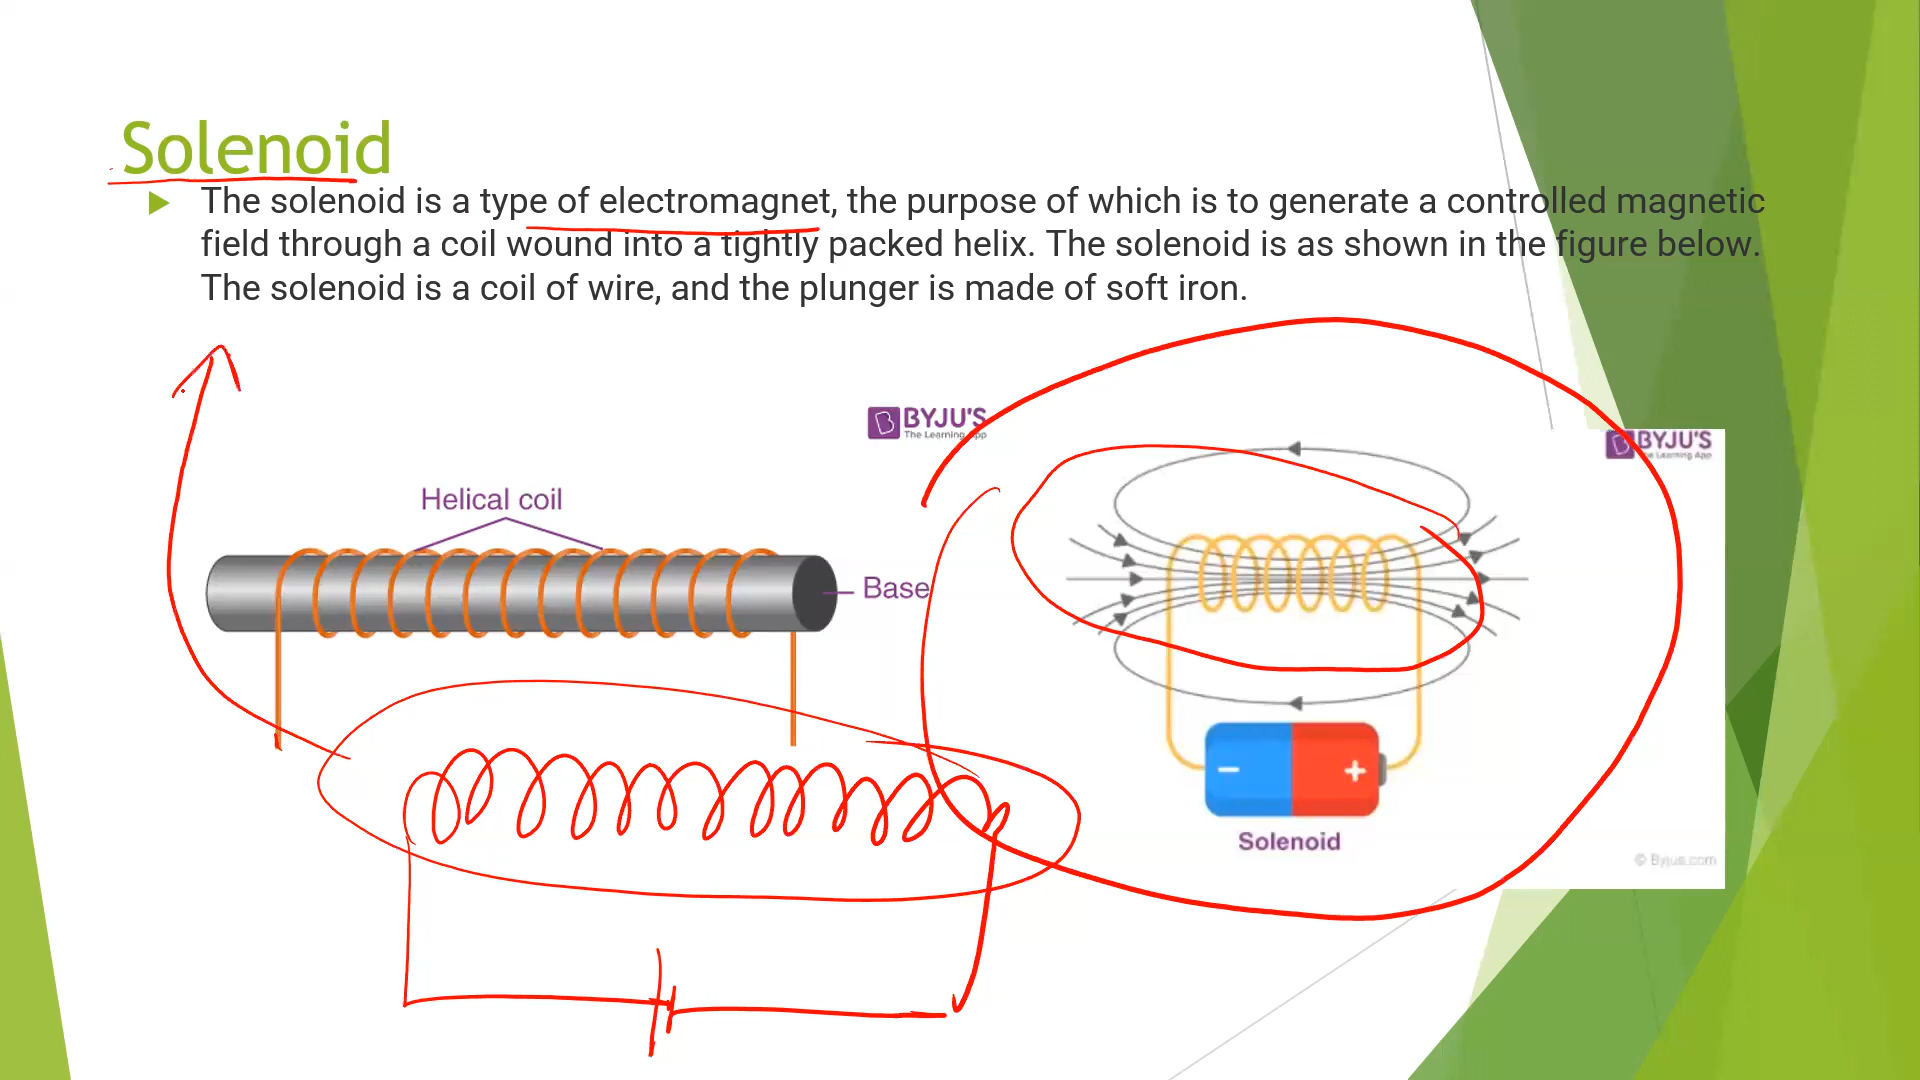 Solenoid
The solenoid is a type of electromagnet, the purpose of which is to generate a controlled magnetic
field through a coil wound into a tightly packed helix. The solenoid is as shown in the figure below.
The solenoid is a coil of wire, and the plunger is made of soft iron.
BYJU'S
The Learning App
Helical coil
Base
BYJU'S
The Learning App
−
+
Solenoid
© Byjus.com